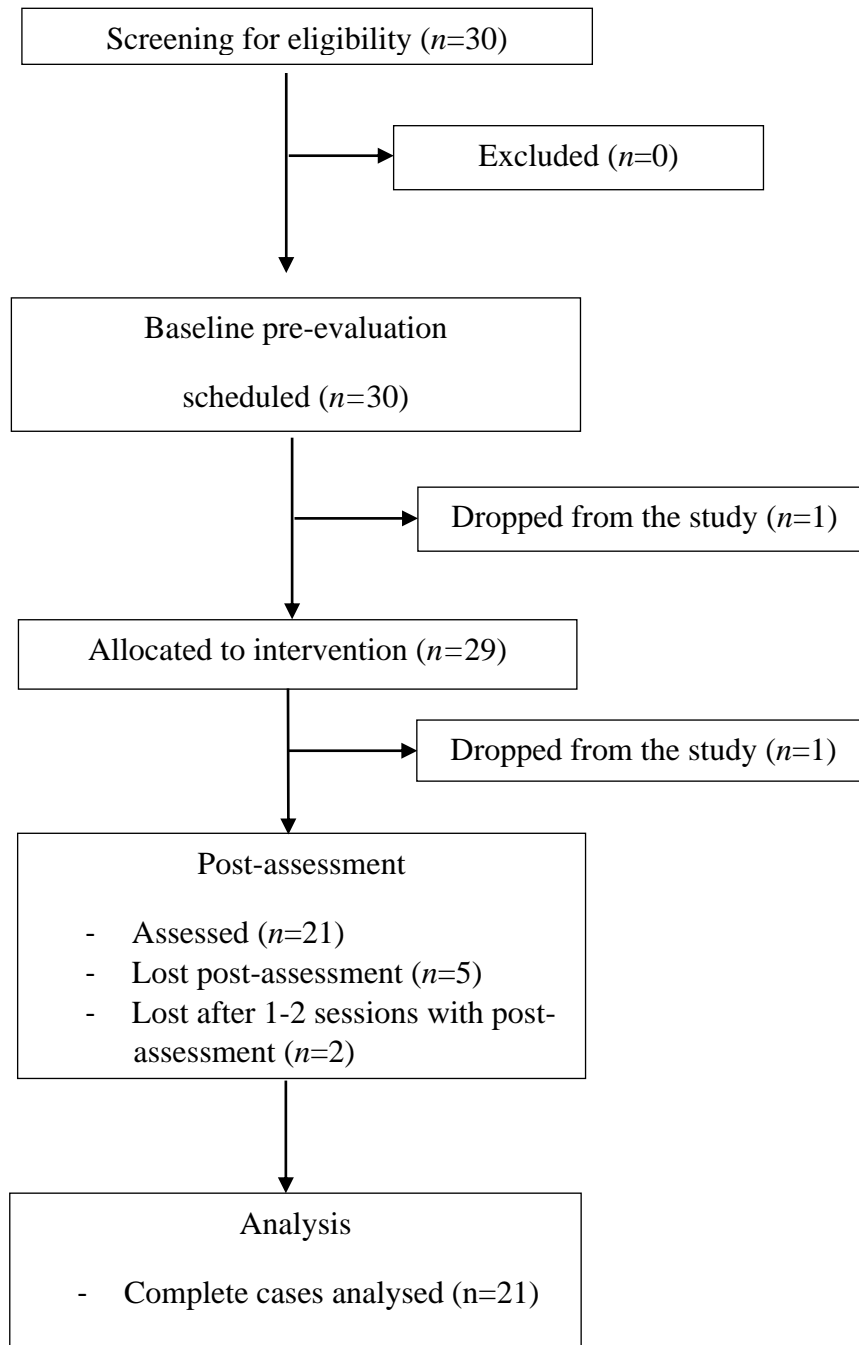 Screening for eligibility (n=30)
Excluded (n=0)
Baseline pre-evaluation
scheduled (n=30)
Dropped from the study (n=1)
Allocated to intervention (n=29)
Dropped from the study (n=1)
Post-assessment
- Assessed (n=21)
- Lost post-assessment (n=5)
- Lost after 1-2 sessions with post-
assessment (n=2)
Analysis
- Complete cases analysed (n=21)